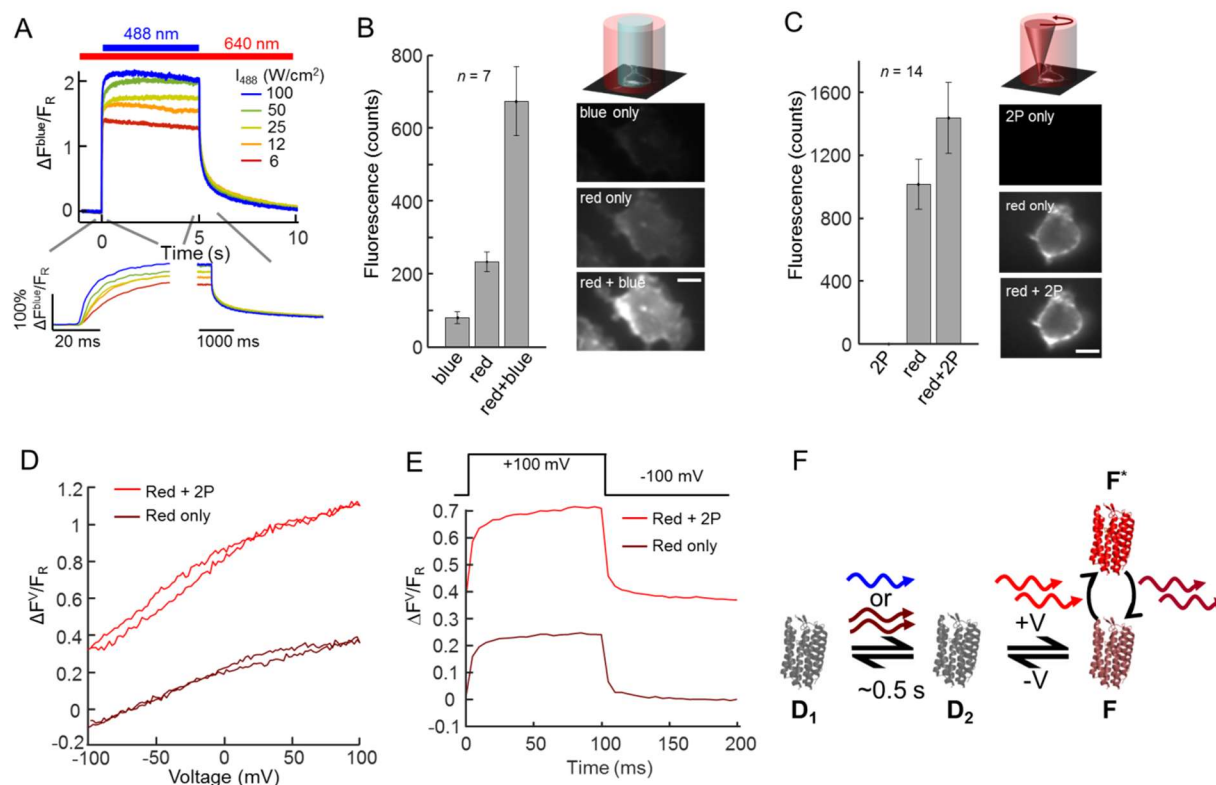 A
488 nm
640 nm
I488 (W/cm²)
100
50
25
12
6
ΔFblue/FR
2
1
0
0
5
10
Time (s)
100%
ΔFblue/FR
20 ms
1000 ms
B
n = 7
Fluorescence (counts)
800
600
400
200
0
blue
red
red+blue
blue only
red only
red + blue
C
n = 14
Fluorescence (counts)
1600
1200
800
400
0
2P
red
red+2P
2P only
red only
red + 2P
D
Red + 2P
Red only
ΔFV/FR
1.2
1
0.8
0.6
0.4
0.2
0
-0.2
-100
-50
0
50
100
Voltage (mV)
E
+100 mV
-100 mV
Red + 2P
Red only
ΔFV/FR
0.7
0.6
0.5
0.4
0.3
0.2
0.1
0
-0.1
0
50
100
150
200
Time (ms)
F
F*
or
+V
~0.5 s
-V
D1
D2
F